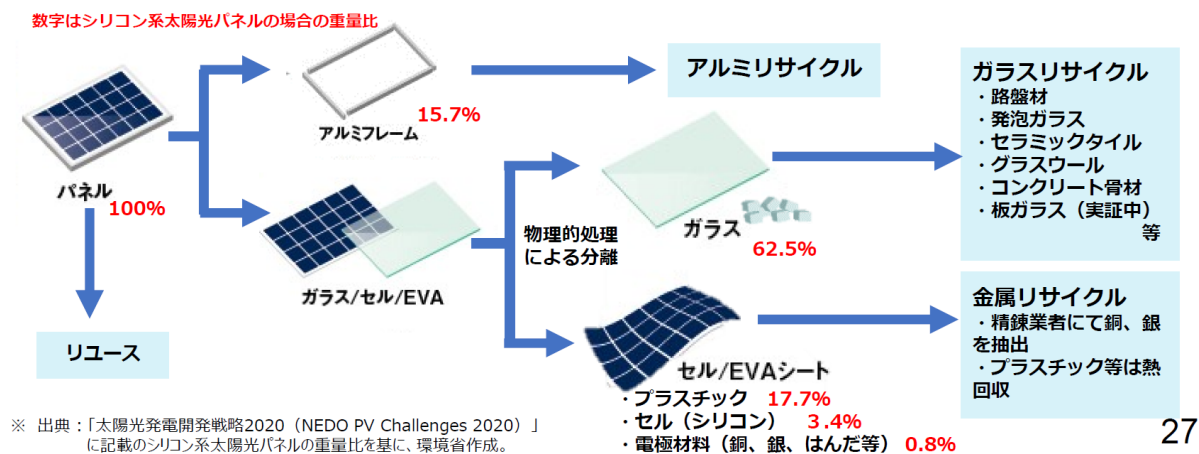 数字はシリコン系太陽光パネルの場合の重量比
パネル
100%
リユース
アルミフレーム
15.7%
アルミリサイクル
ガラス/セル/EVA
物理的処理
による分離
ガラス
62.5%
ガラスリサイクル
・路盤材
・発泡ガラス
・セラミックタイル
・グラスウール
・コンクリート骨材
・板ガラス（実証中）
等
セル/EVAシート
・プラスチック 17.7%
・セル（シリコン） 3.4%
・電極材料（銅、銀、はんだ等）0.8%
金属リサイクル
・精錬業者にて銅、銀
を抽出
・プラスチック等は熱
回収
※ 出典：「太陽光発電開発戦略2020（NEDO PV Challenges 2020）」
に記載のシリコン系太陽光パネルの重量比を基に、環境省作成。
27